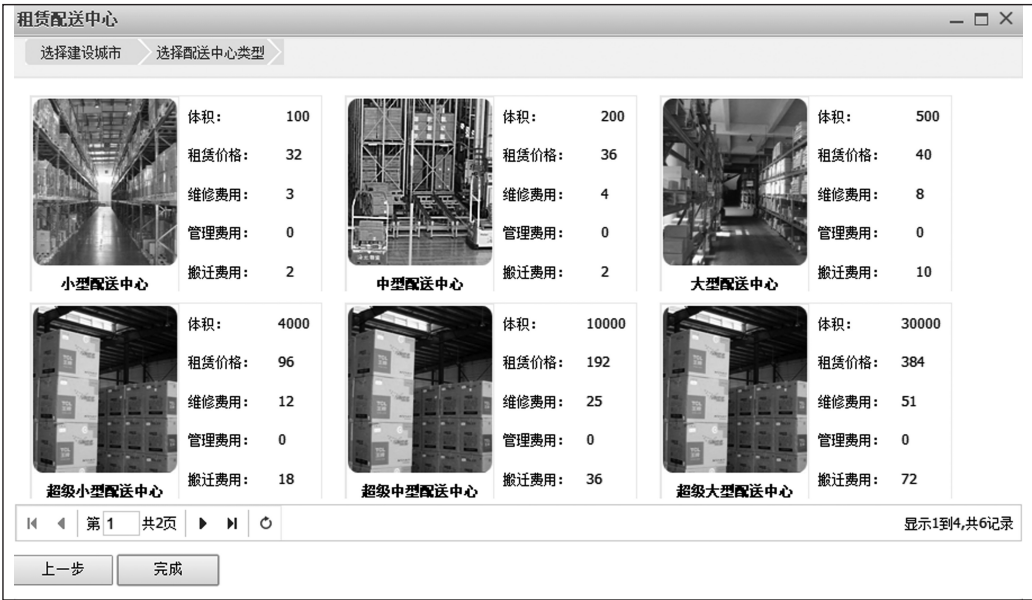 租赁配送中心
选择建设城市 选择配送中心类型
体积： 100
租赁价格： 32
维修费用： 3
管理费用： 0
搬迁费用： 2
小型配送中心
体积： 200
租赁价格： 36
维修费用： 4
管理费用： 0
搬迁费用： 2
中型配送中心
体积： 500
租赁价格： 40
维修费用： 8
管理费用： 0
搬迁费用： 10
大型配送中心
体积： 4000
租赁价格： 96
维修费用： 12
管理费用： 0
搬迁费用： 18
超级小型配送中心
体积： 10000
租赁价格： 192
维修费用： 25
管理费用： 0
搬迁费用： 36
超级中型配送中心
体积： 30000
租赁价格： 384
维修费用： 51
管理费用： 0
搬迁费用： 72
超级大型配送中心
第 1 共2页 显示1到4,共6记录
上一步 完成